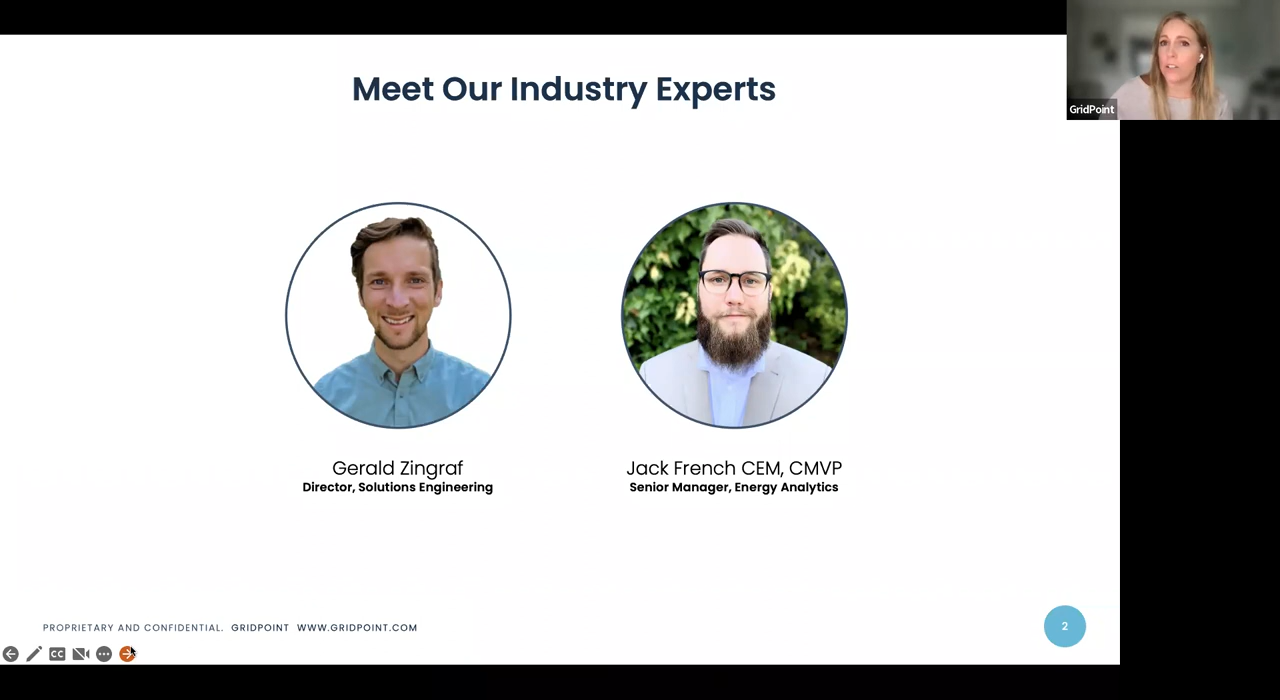 Meet Our Industry Experts
GridPoint
Gerald Zingraf
Director, Solutions Engineering
Jack French CEM, CMVP
Senior Manager, Energy Analytics
PROPRIETARY AND CONFIDENTIAL. GRIDPOINT WWW.GRIDPOINT.COM
2
CC